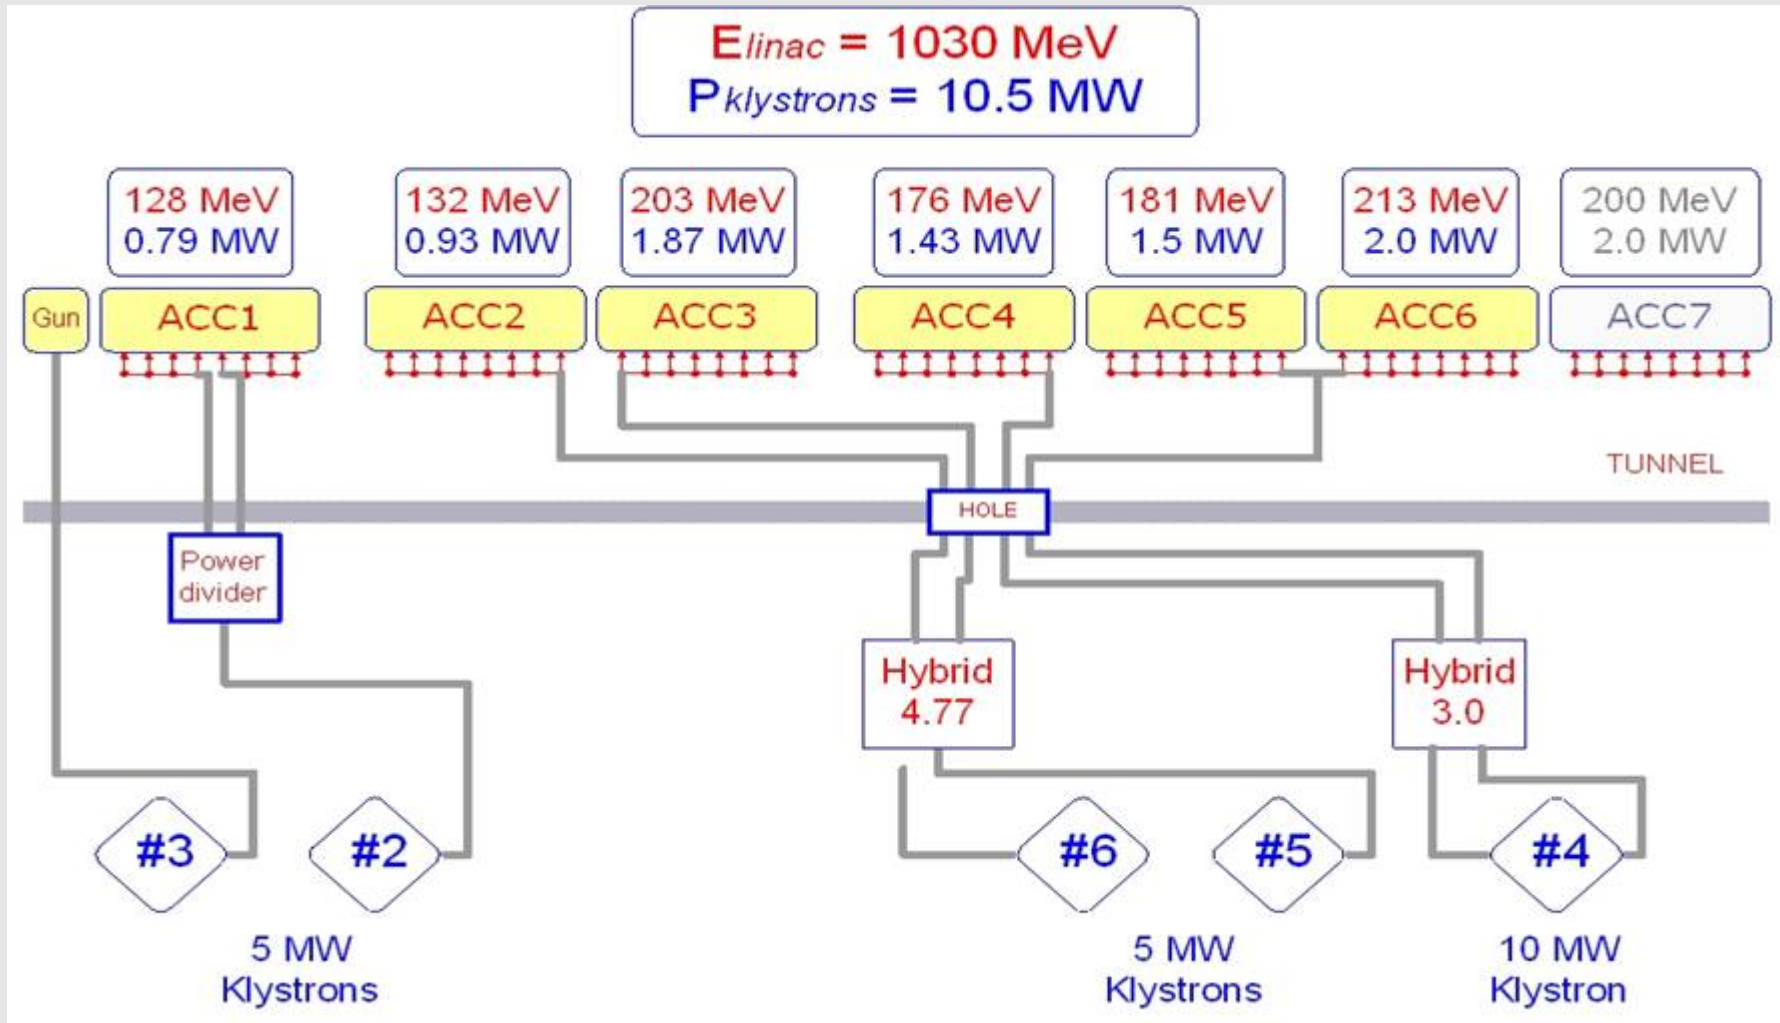 Elinac = 1030 MeV
Pklystrons = 10.5 MW
128 MeV
0.79 MW
132 MeV
0.93 MW
203 MeV
1.87 MW
176 MeV
1.43 MW
181 MeV
1.5 MW
213 MeV
2.0 MW
200 MeV
2.0 MW
Gun
ACC1
ACC2
ACC3
ACC4
ACC5
ACC6
ACC7
TUNNEL
HOLE
Power
divider
Hybrid
4.77
Hybrid
3.0
#3
#2
#6
#5
#4
5 MW
Klystrons
5 MW
Klystrons
10 MW
Klystron